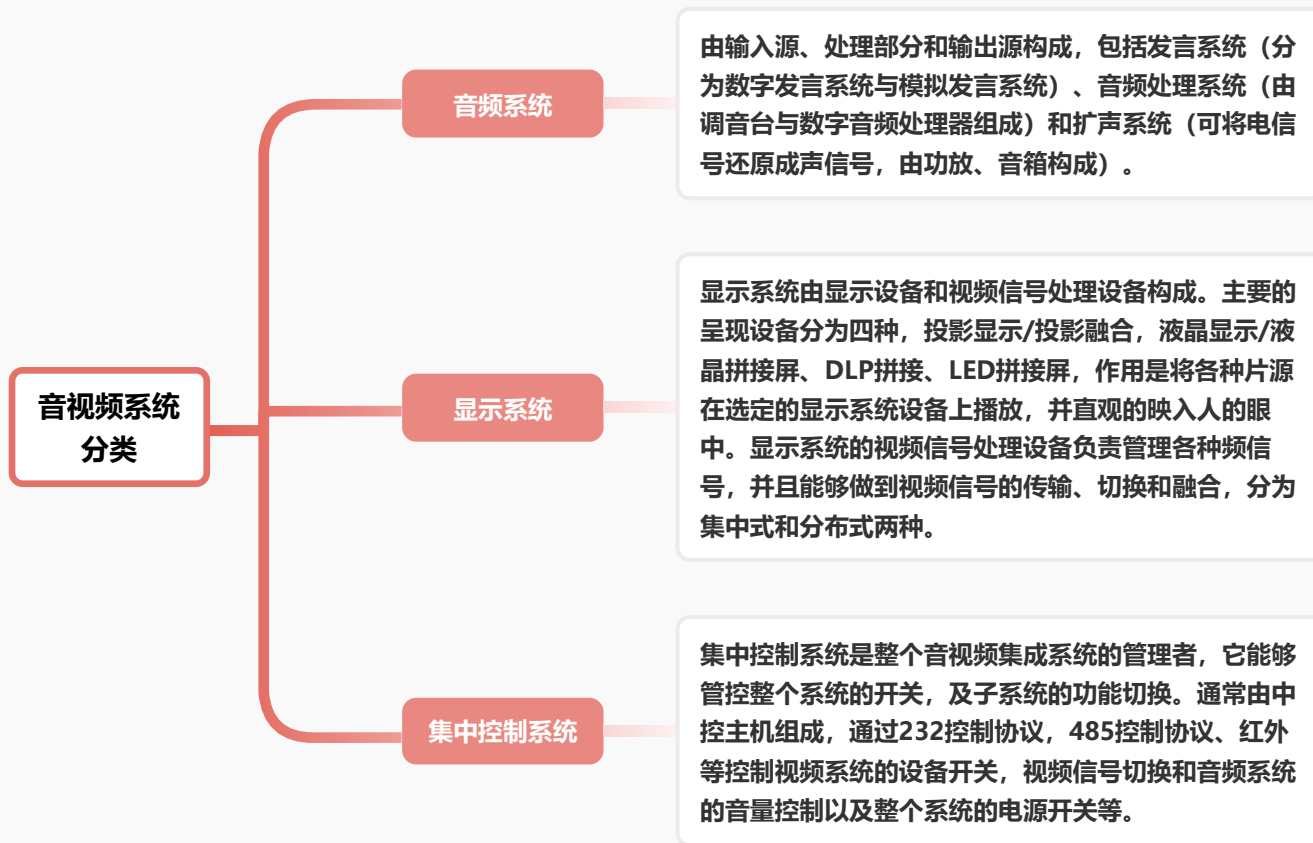 音视频系统
分类
音频系统
由输入源、处理部分和输出源构成，包括发言系统（分
为数字发言系统与模拟发言系统）、音频处理系统（由
调音台与数字音频处理器组成）和扩声系统（可将电信
号还原成声信号，由功放、音箱构成）。
显示系统
显示系统由显示设备和视频信号处理设备构成。主要的
呈现设备分为四种，投影显示/投影融合，液晶显示/液
晶拼接屏、DLP拼接、LED拼接屏，作用是将各种片源
在选定的显示系统设备上播放，并直观的映入人的眼
中。显示系统的视频信号处理设备负责管理各种频信
号，并且能够做到视频信号的传输、切换和融合，分为
集中式和分布式两种。
集中控制系统
集中控制系统是整个音视频集成系统的管理者，它能够
管控整个系统的开关，及子系统的功能切换。通常由中
控主机组成，通过232控制协议，485控制协议、红外
等控制视频系统的设备开关，视频信号切换和音频系统
的音量控制以及整个系统的电源开关等。